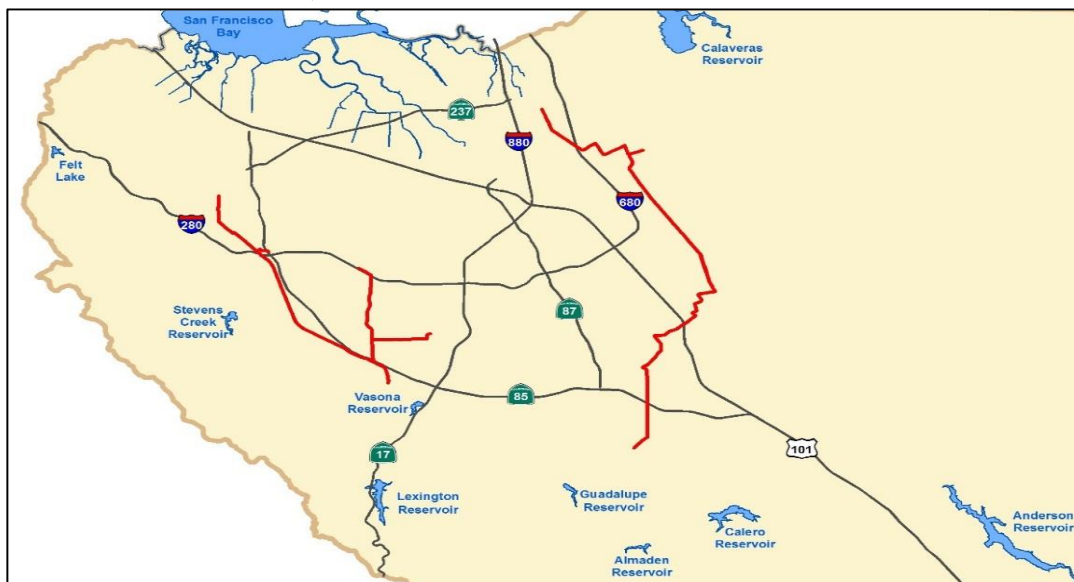 San Francisco
Bay
Calaveras
Reservoir
237
880
Felt
Lake
680
280
Stevens
Creek
Reservoir
87
Vasona
Reservoir
85
17
101
Lexington
Reservoir
Guadalupe
Reservoir
Calero
Reservoir
Anderson
Reservoir
Almaden
Reservoir